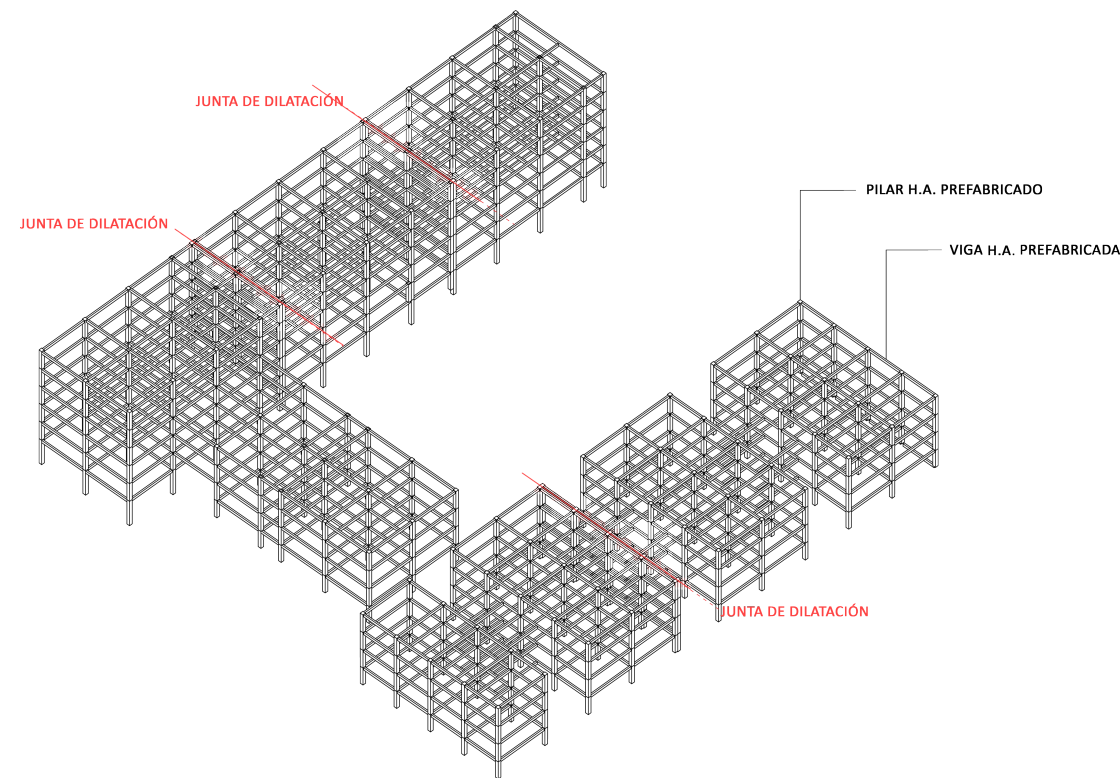 JUNTA DE DILATACIÓN
PILAR H.A. PREFABRICADO
JUNTA DE DILATACIÓN
VIGA H.A. PREFABRICADA
JUNTA DE DILATACIÓN